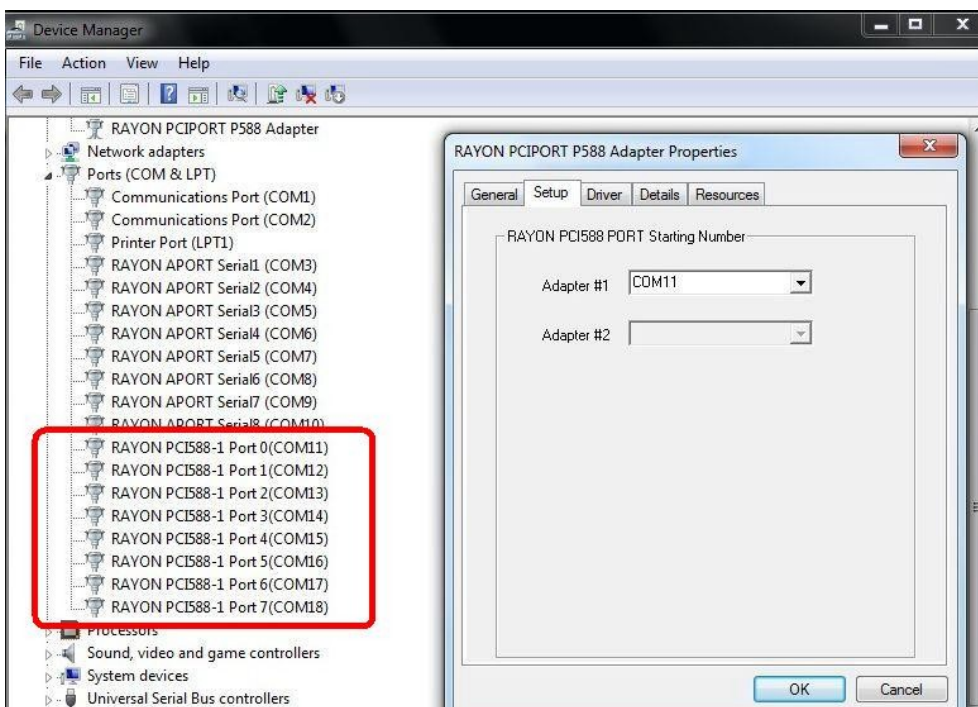 Device Manager
File Action View Help
RAYON PCIPORT P588 Adapter
Network adapters
Ports (COM & LPT)
Communications Port (COM1)
Communications Port (COM2)
Printer Port (LPT1)
RAYON APORT Serial1 (COM3)
RAYON APORT Serial2 (COM4)
RAYON APORT Serial3 (COM5)
RAYON APORT Serial4 (COM6)
RAYON APORT Serial5 (COM7)
RAYON APORT Serial6 (COM8)
RAYON APORT Serial7 (COM9)
RAYON APORT Serial8 (COM10)
RAYON PCI588-1 Port 0(COM11)
RAYON PCI588-1 Port 1(COM12)
RAYON PCI588-1 Port 2(COM13)
RAYON PCI588-1 Port 3(COM14)
RAYON PCI588-1 Port 4(COM15)
RAYON PCI588-1 Port 5(COM16)
RAYON PCI588-1 Port 6(COM17)
RAYON PCI588-1 Port 7(COM18)
Processors
Sound, video and game controllers
System devices
Universal Serial Bus controllers
RAYON PCIPORT P588 Adapter Properties
General Setup Driver Details Resources
RAYON PCI588 PORT Starting Number
Adapter #1 COM11
Adapter #2
OK Cancel